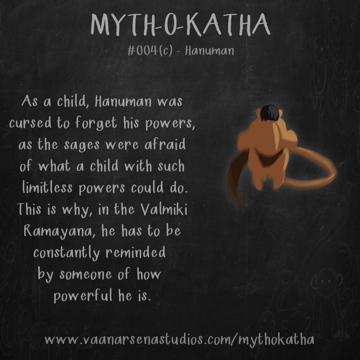 MYTH-O-KATHA
#004(c) - Hanuman
As a child, Hanuman was
cursed to forget his powers,
as the sages were afraid
of what a child with such
limitless powers could do.
This is why, in the Valmiki
Ramayana, he has to be
constantly reminded
by someone of how
powerful he is.
www.vaanarsenastudios.com/mythokatha